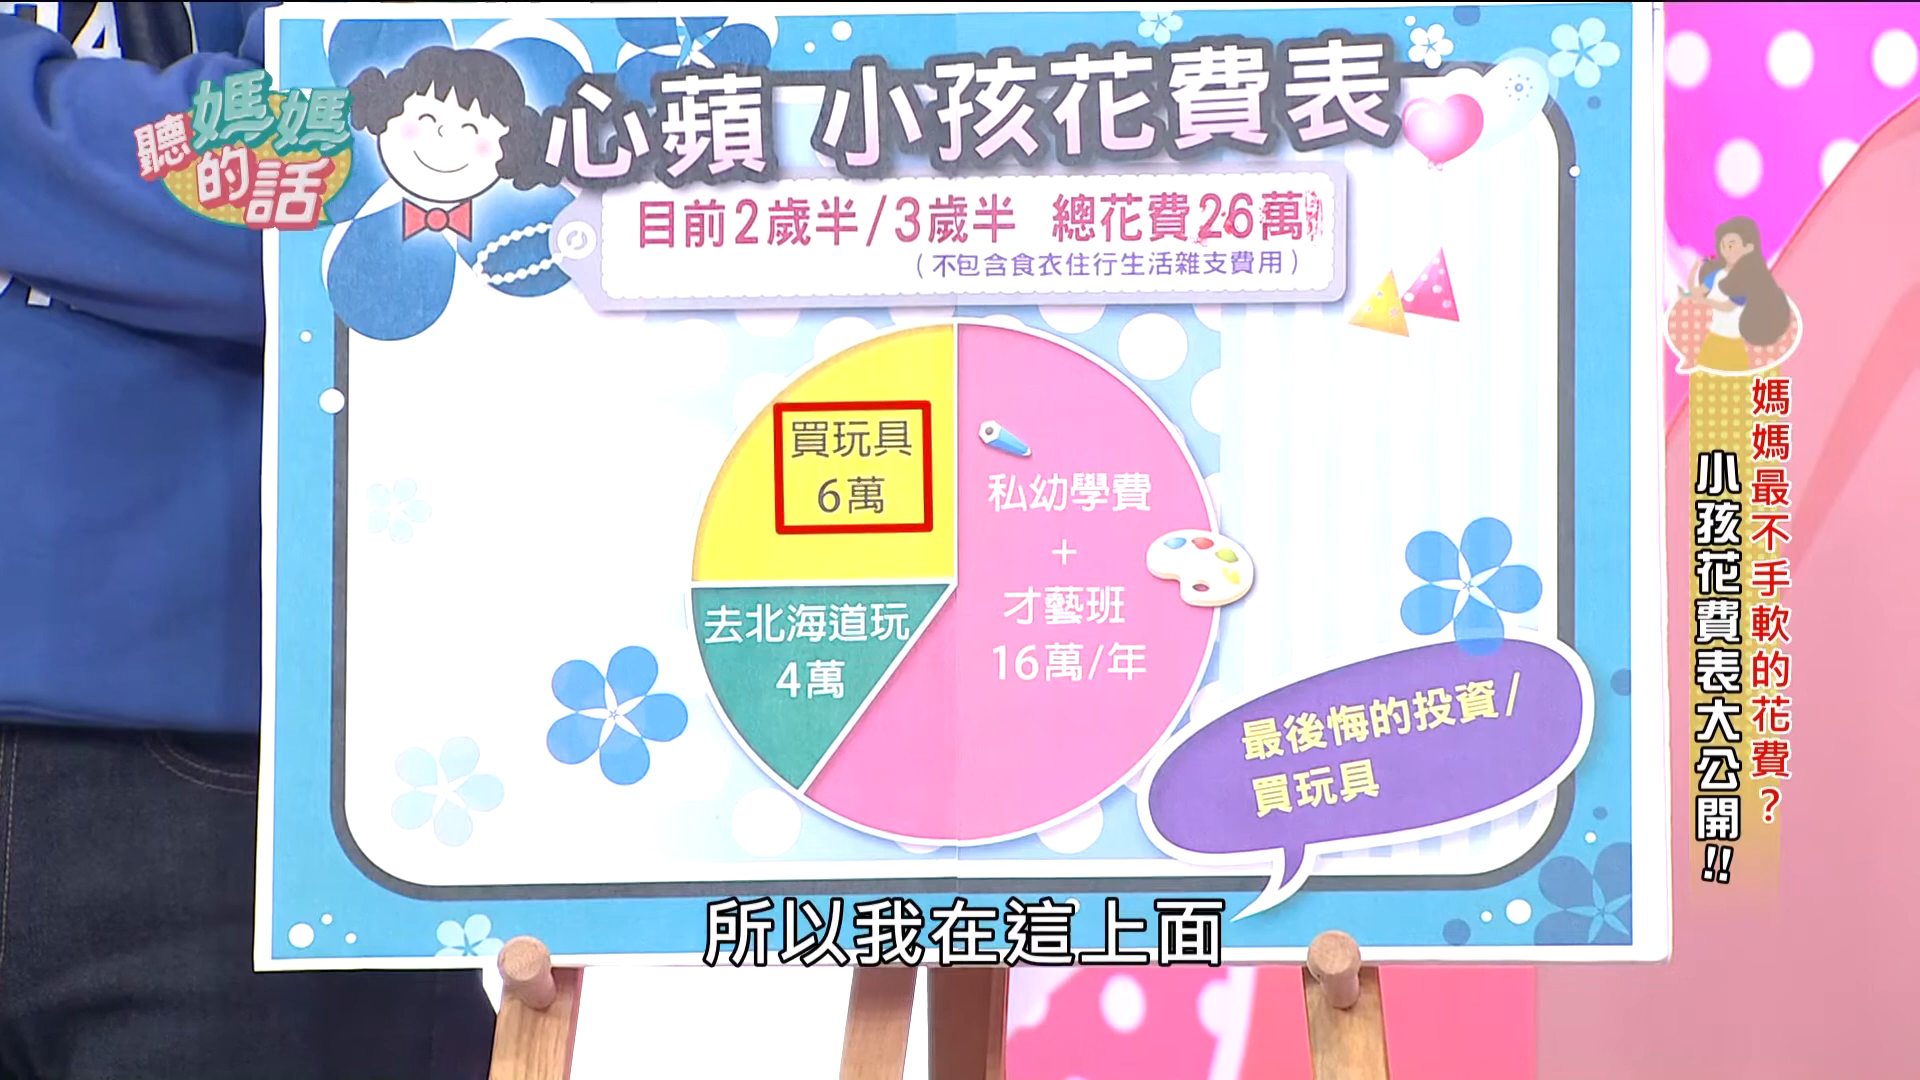 聽媽媽的話
心蘋 小孩花費表
目前2歲半/3歲半 總花費26萬
(不包含食衣住行生活雜支費用)
買玩具
6萬
私幼學費
+
才藝班
16萬/年
去北海道玩
4萬
最後悔的投資/
買玩具
媽媽最不手軟的花費?
小孩花費表大公開!!
所以我在這上面